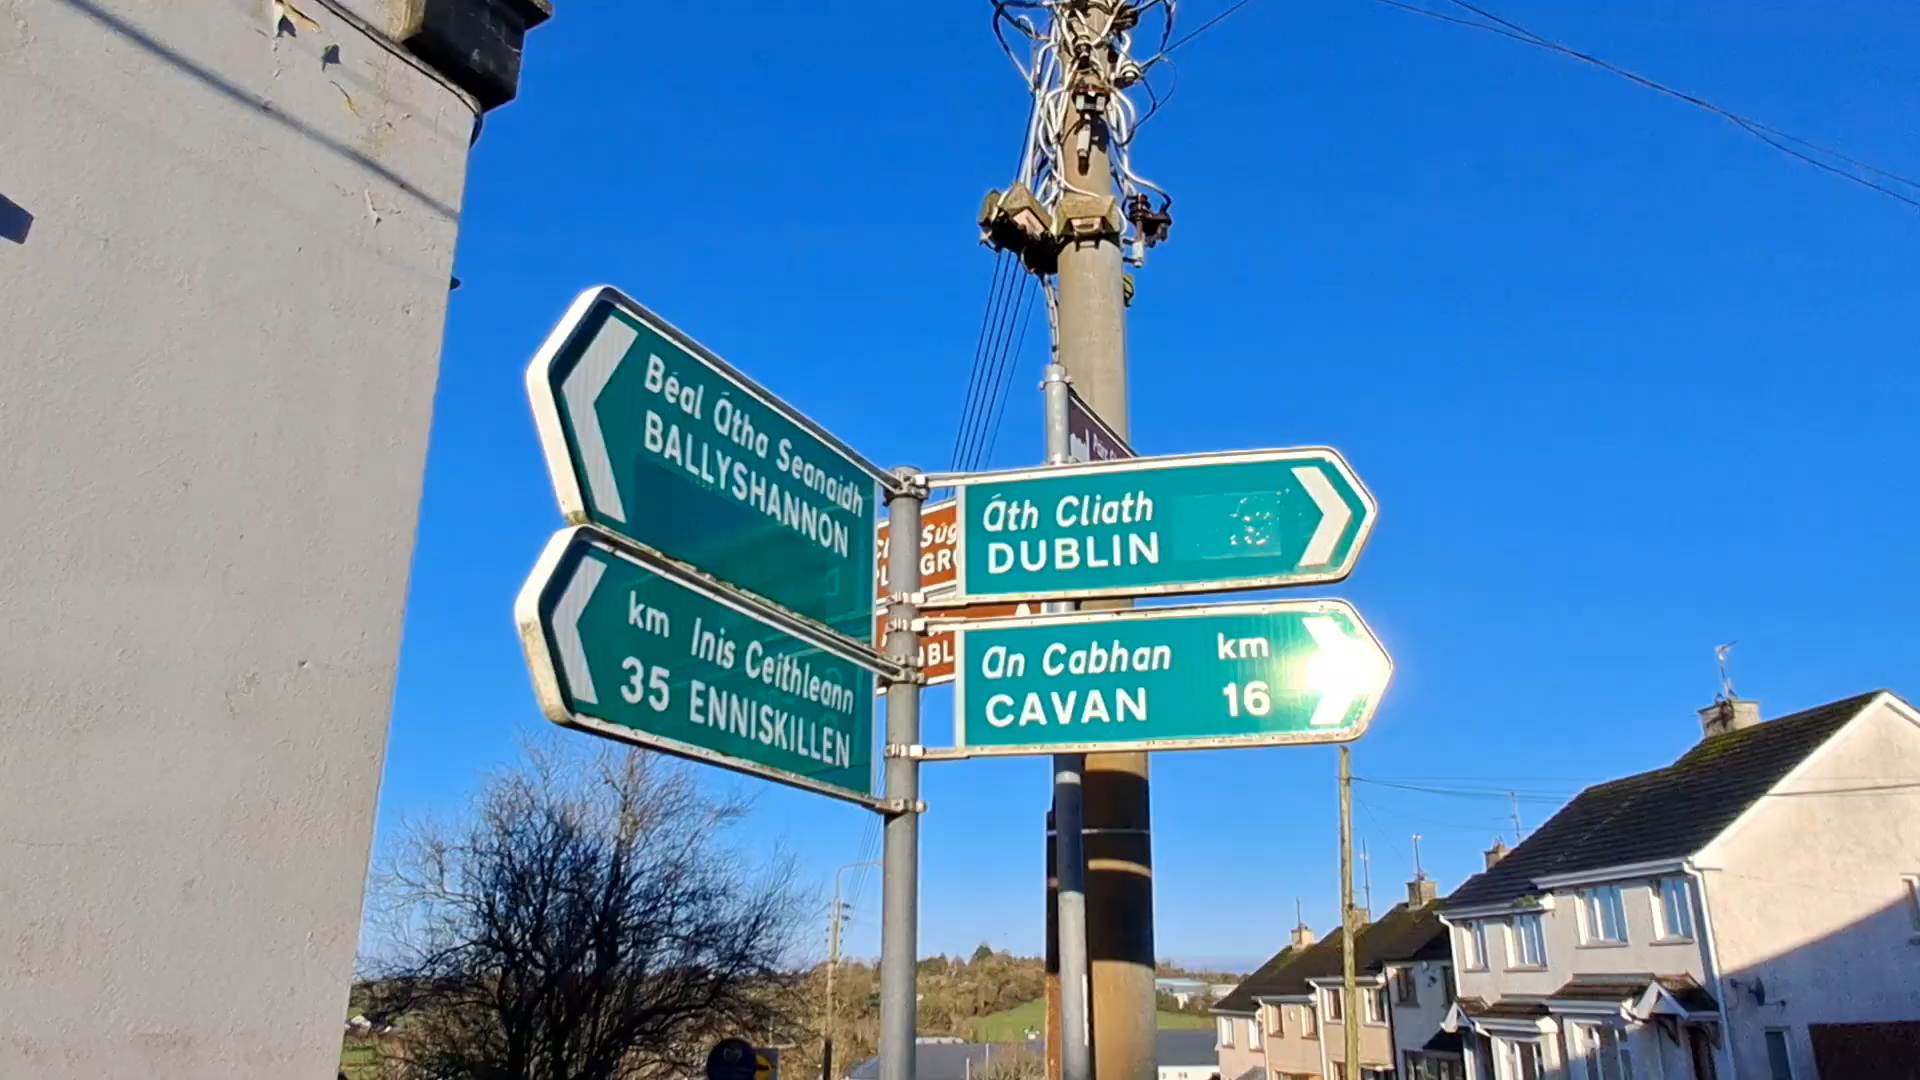 Béal Átha Seanaidh
BALLYSHANNON
km Inis Ceithleann
35 ENNISKILLEN
Áth Cliath
DUBLIN
An Cabhan km
CAVAN 16